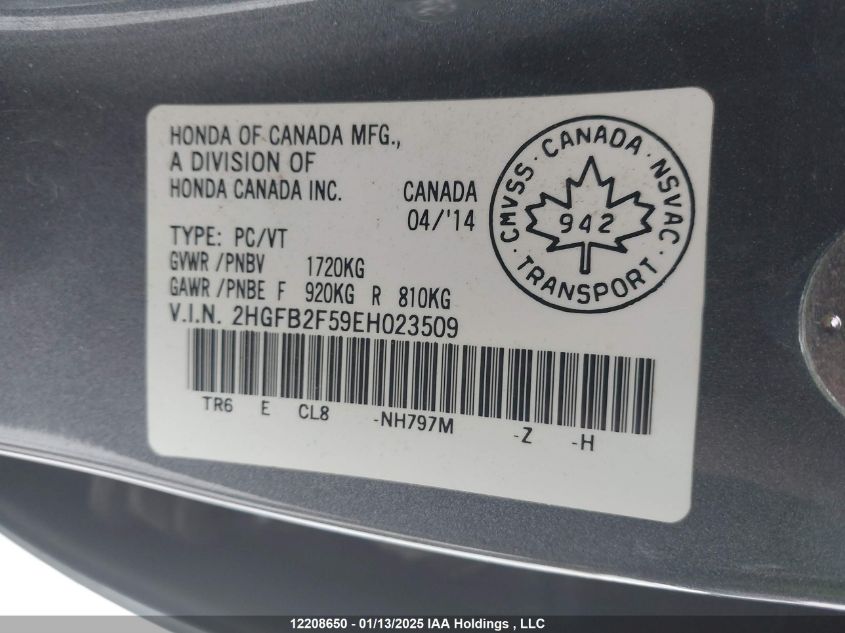 HONDA OF CANADA MFG.,
A DIVISION OF
HONDA CANADA INC.
CANADA
04/'14
TYPE: PC/VT
GVWR/PNBV 1720KG
GAWR/PNBE F 920KG R 810KG
V.I.N. 2HGFB2F59EH023509
TR6 E CL8 -NH797M -Z -H
CMVSS · CANADA · NSVAC · TRANSPORT ·
942
12208650 - 01/13/2025 IAA Holdings , LLC